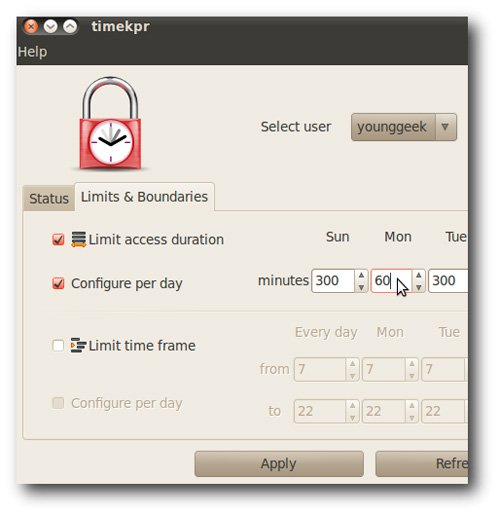 timekpr
Help
Select user younggeek
Status Limits & Boundaries
Limit access duration Sun Mon Tue
Configure per day minutes 300 60 300
Limit time frame Every day Mon Tue
from 7 7 7
Configure per day to 22 22 22
Apply Refre